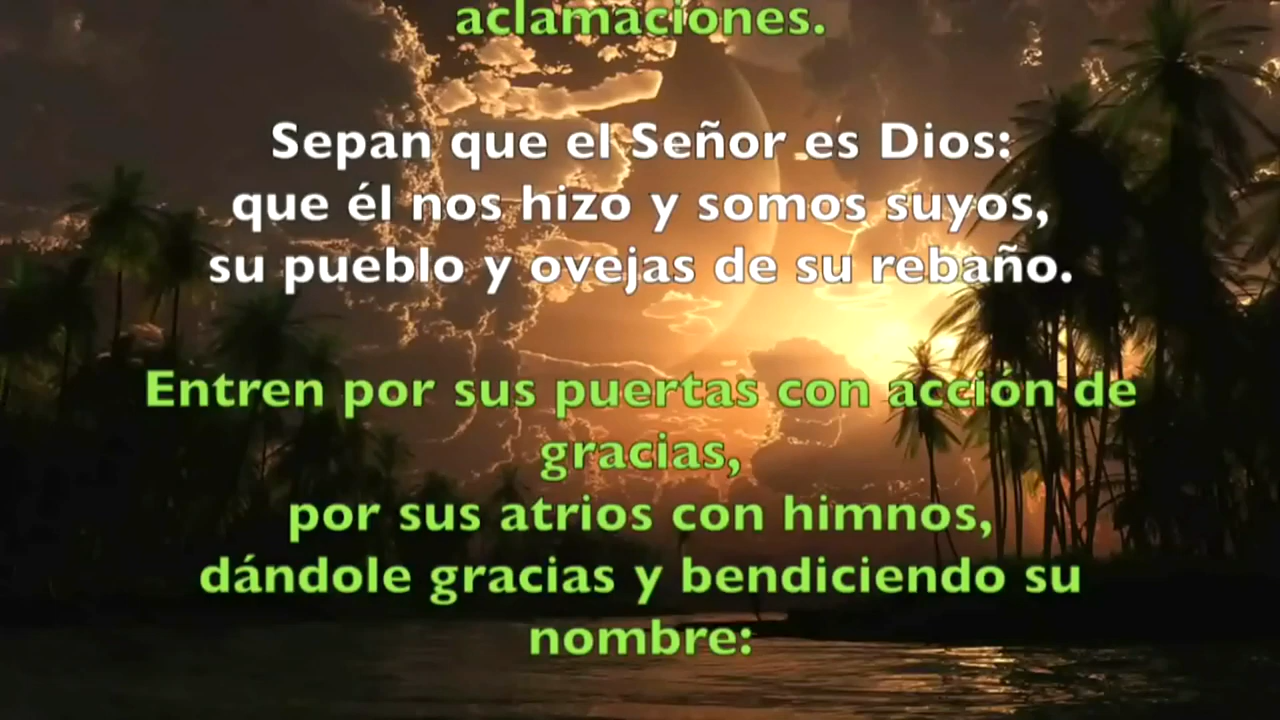 aclamaciones.
Sepan que el Señor es Dios:
que él nos hizo y somos suyos,
su pueblo y ovejas de su rebaño.
Entren por sus puertas con acción de
gracias,
por sus atrios con himnos,
dándole gracias y bendiciendo su
nombre: